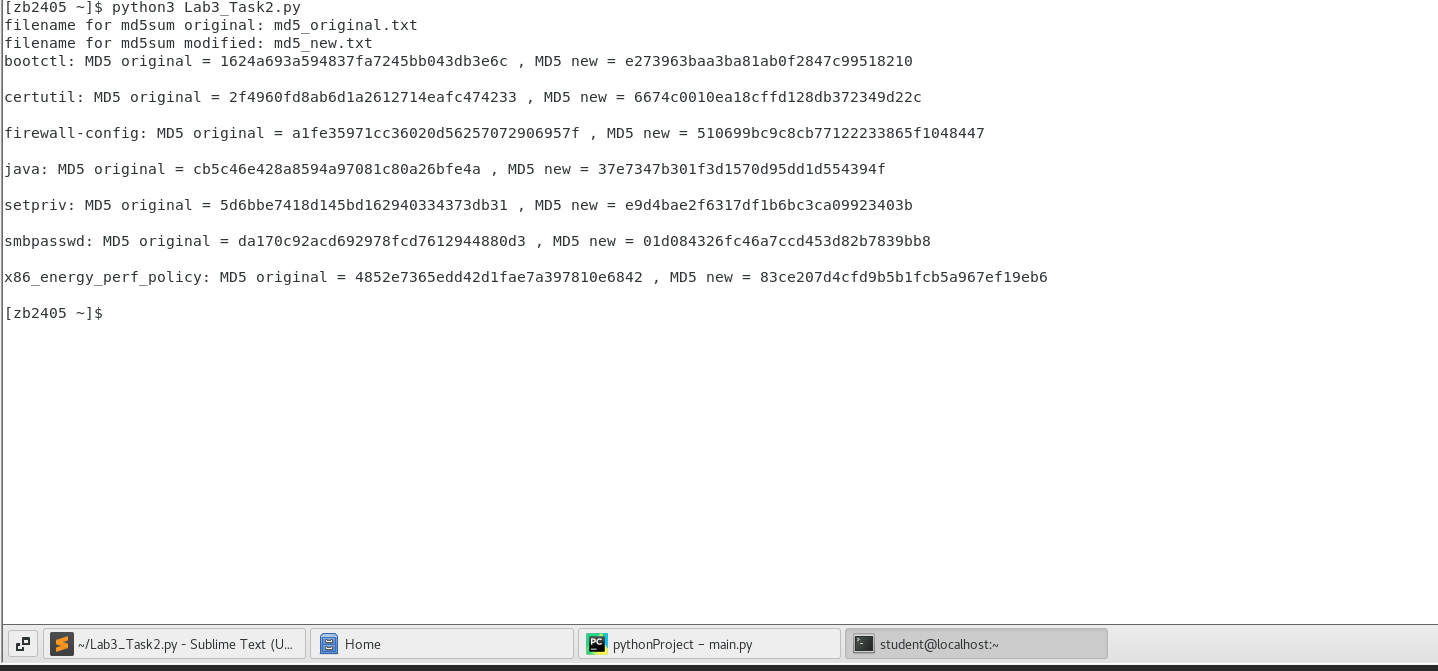 [zb2405 ~]$ python3 Lab3_Task2.py
filename for md5sum original: md5_original.txt
filename for md5sum modified: md5_new.txt
bootctl: MD5 original = 1624a693a594837fa7245bb043db3e6c , MD5 new = e273963baa3ba81ab0f2847c99518210
certutil: MD5 original = 2f4960fd8ab6d1a2612714eafc474233 , MD5 new = 6674c0010ea18cffd128db372349d22c
firewall-config: MD5 original = a1fe35971cc36020d56257072906957f , MD5 new = 510699bc9c8cb77122233865f1048447
java: MD5 original = cb5c46e428a8594a97081c80a26bfe4a , MD5 new = 37e7347b301f3d1570d95dd1d554394f
setpriv: MD5 original = 5d6bbe7418d145bd162940334373db31 , MD5 new = e9d4bae2f6317df1b6bc3ca09923403b
smbpasswd: MD5 original = da170c92acd692978fcd7612944880d3 , MD5 new = 01d084326fc46a7ccd453d82b7839bb8
x86_energy_perf_policy: MD5 original = 4852e7365edd42d1fae7a397810e6842 , MD5 new = 83ce207d4cfd9b5b1fcb5a967ef19eb6
[zb2405 ~]$
~/Lab3_Task2.py - Sublime Text (U...
Home
PC
pythonProject – main.py
student@localhost:~